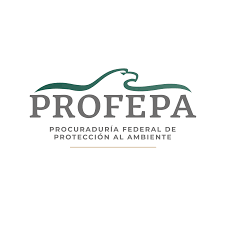 PROFEPA
PROCURADURÍA FEDERAL DE
PROTECCIÓN AL AMBIENTE